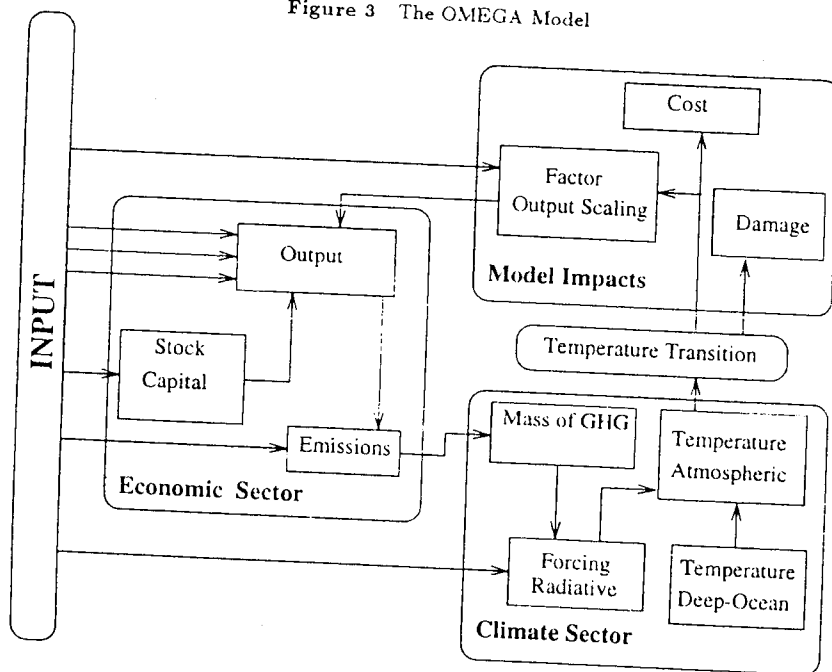 Figure 3 The OMEGA Model
INPUT
Cost
Factor
Output Scaling
Damage
Model Impacts
Output
Stock
Capital
Emissions
Economic Sector
Temperature Transition
Mass of GHG
Temperature
Atmospheric
Forcing
Radiative
Temperature
Deep-Ocean
Climate Sector